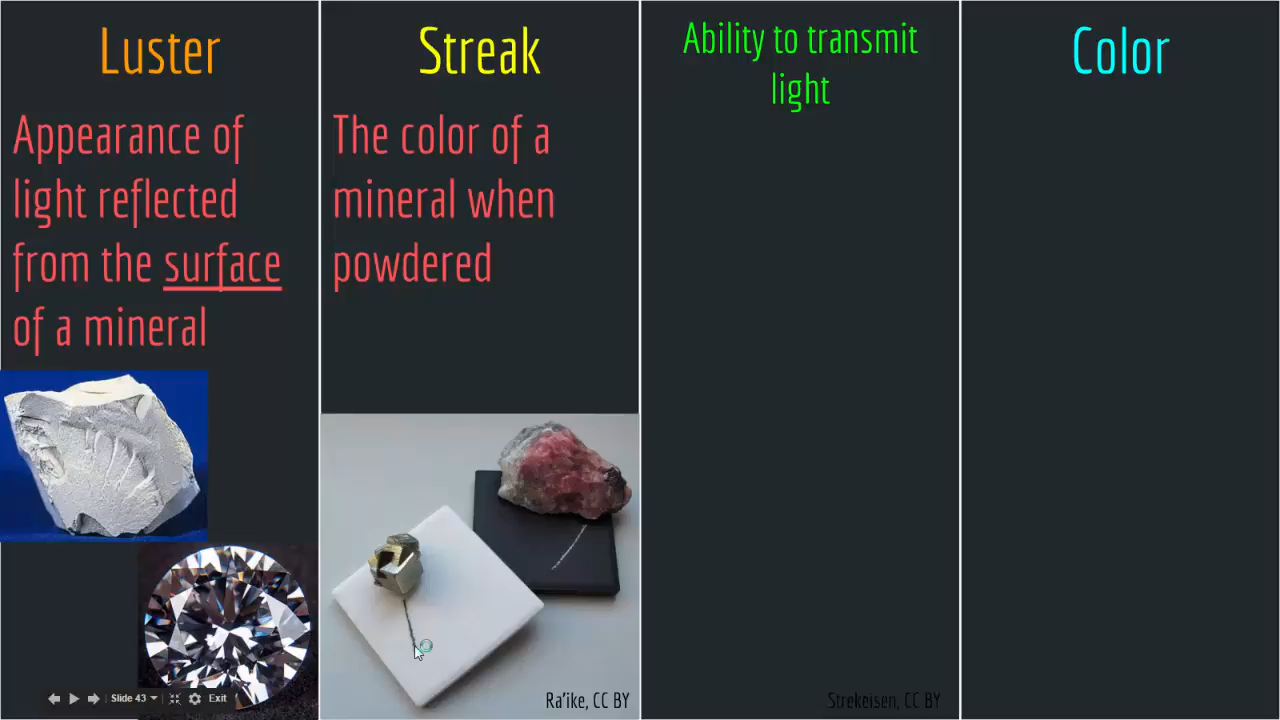 Luster
Appearance of
light reflected
from the surface
of a mineral
Slide 43
Exit
Streak
The color of a
mineral when
powdered
Ra'ike, CC BY
Ability to transmit
light
Strekeisen, CC BY
Color